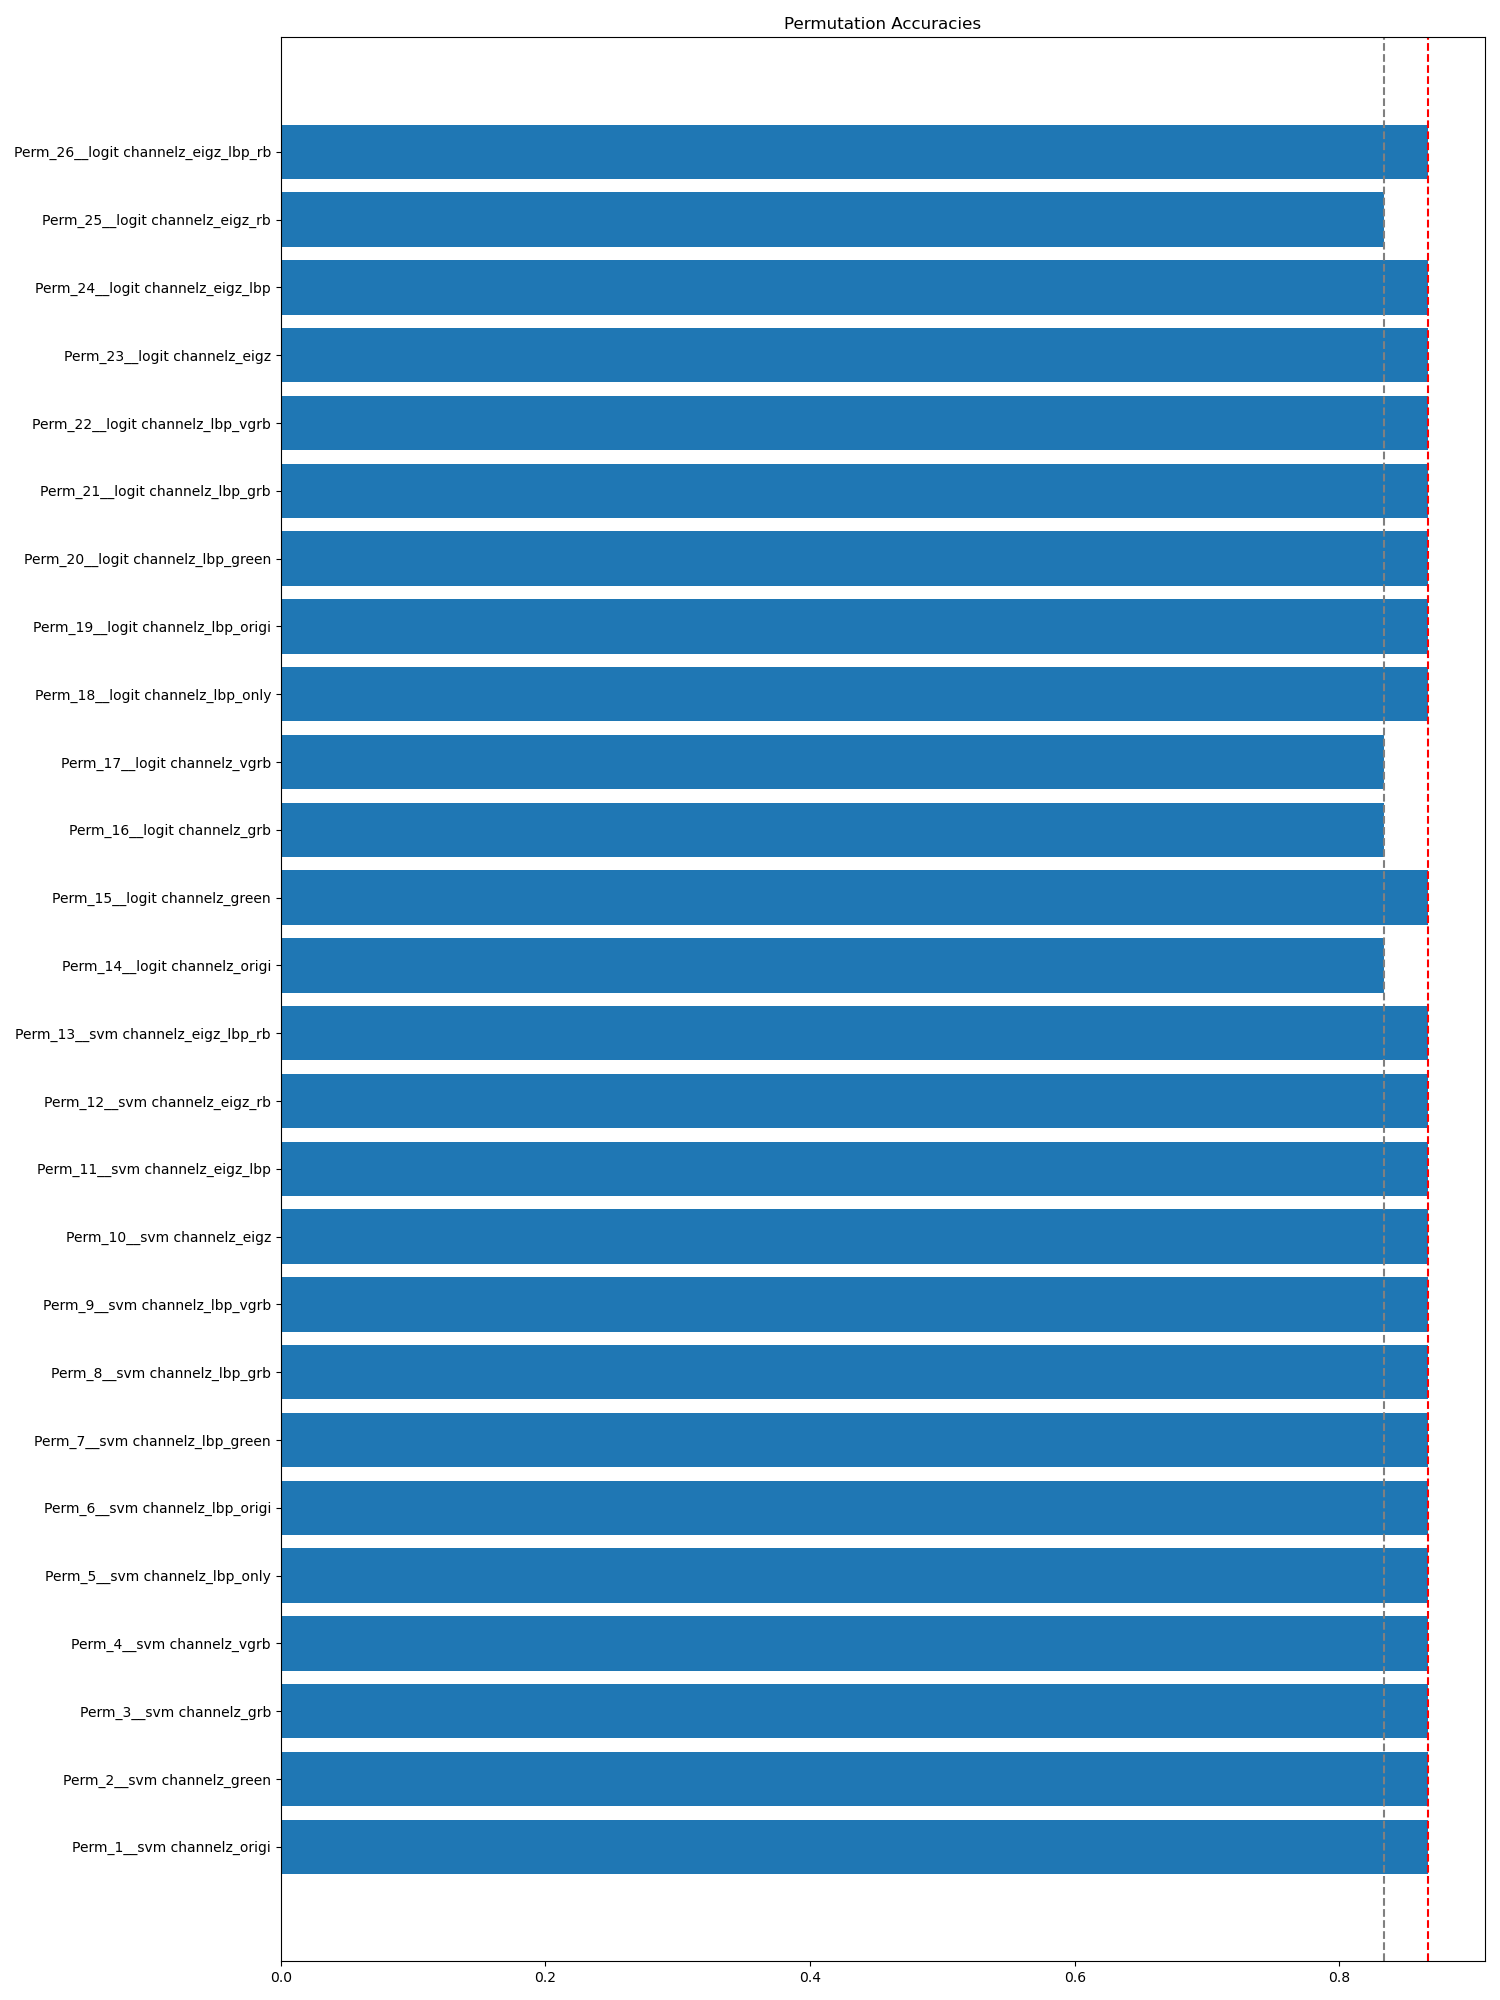 Permutation Accuracies
Perm_26__logit channelz_eigz_lbp_rb
Perm_25__logit channelz_eigz_rb
Perm_24__logit channelz_eigz_lbp
Perm_23__logit channelz_eigz
Perm_22__logit channelz_lbp_vgrb
Perm_21__logit channelz_lbp_grb
Perm_20__logit channelz_lbp_green
Perm_19__logit channelz_lbp_origi
Perm_18__logit channelz_lbp_only
Perm_17__logit channelz_vgrb
Perm_16__logit channelz_grb
Perm_15__logit channelz_green
Perm_14__logit channelz_origi
Perm_13__svm channelz_eigz_lbp_rb
Perm_12__svm channelz_eigz_rb
Perm_11__svm channelz_eigz_lbp
Perm_10__svm channelz_eigz
Perm_9__svm channelz_lbp_vgrb
Perm_8__svm channelz_lbp_grb
Perm_7__svm channelz_lbp_green
Perm_6__svm channelz_lbp_origi
Perm_5__svm channelz_lbp_only
Perm_4__svm channelz_vgrb
Perm_3__svm channelz_grb
Perm_2__svm channelz_green
Perm_1__svm channelz_origi
0.0 0.2 0.4 0.6 0.8